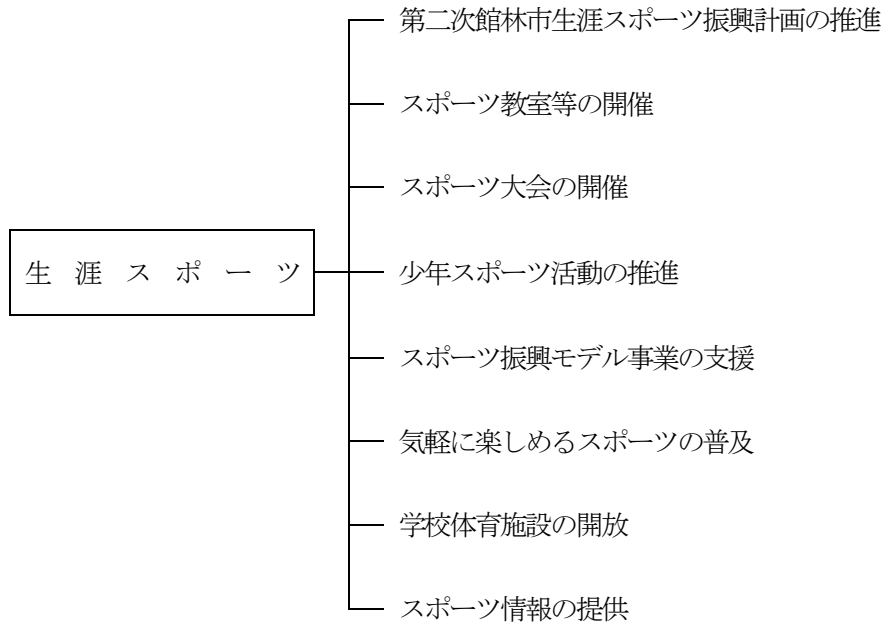 第二次館林市生涯スポーツ振興計画の推進
スポーツ教室等の開催
スポーツ大会の開催
生涯スポーツ
少年スポーツ活動の推進
スポーツ振興モデル事業の支援
気軽に楽しめるスポーツの普及
学校体育施設の開放
スポーツ情報の提供